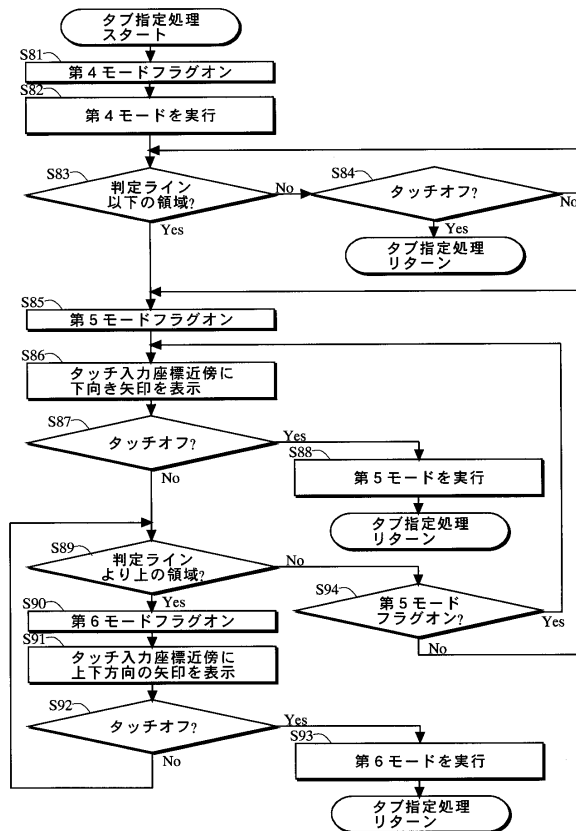 タブ指定処理
スタート
S81
第4モードフラグオン
S82
第4モードを実行
S83
判定ライン
以下の領域?
No
Yes
S84
タッチオフ?
No
Yes
タブ指定処理
リターン
S85
第5モードフラグオン
S86
タッチ入力座標近傍に
下向き矢印を表示
S87
タッチオフ?
Yes
No
S88
第5モードを実行
タブ指定処理
リターン
S89
判定ライン
より上の領域?
No
Yes
S94
第5モード
フラグオン?
Yes
No
S90
第6モードフラグオン
S91
タッチ入力座標近傍に
上下方向の矢印を表示
S92
タッチオフ?
Yes
No
S93
第6モードを実行
タブ指定処理
リターン